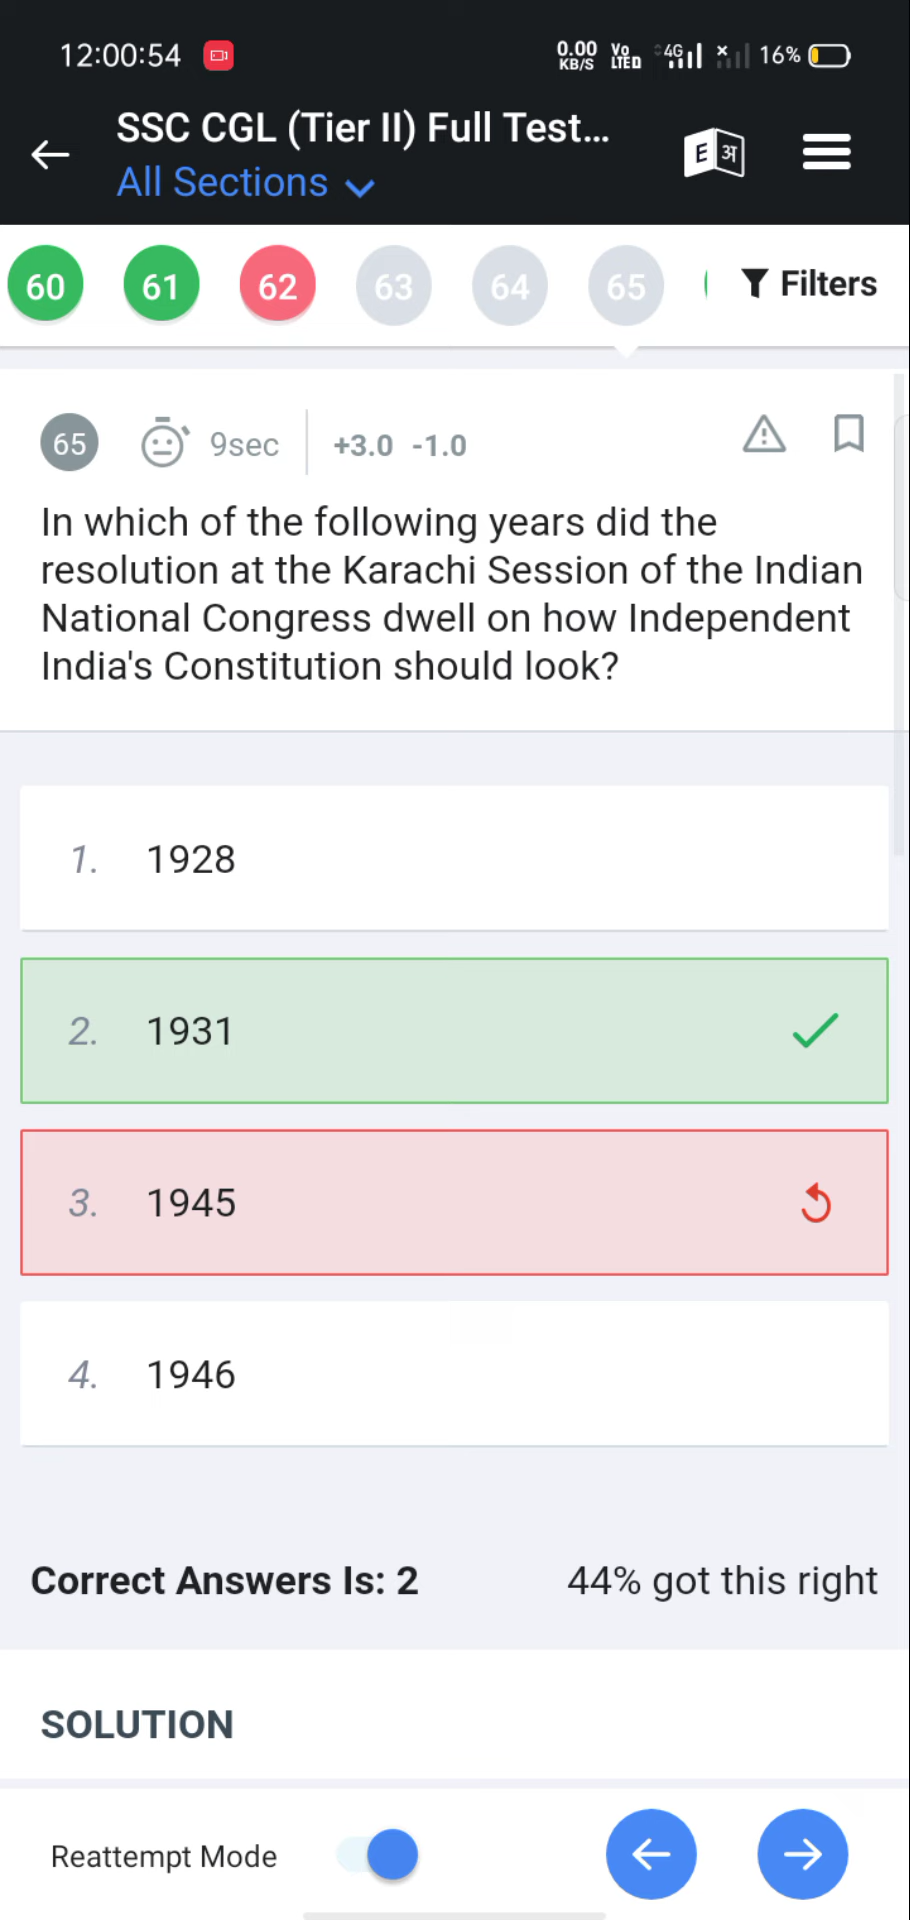 12:00:54
0.00 KB/S Vo LTE 4G 16%
SSC CGL (Tier II) Full Test...
E अ
All Sections
60 61 62 63 64 65 Filters
65 9sec +3.0 -1.0
In which of the following years did the
resolution at the Karachi Session of the Indian
National Congress dwell on how Independent
India's Constitution should look?
1. 1928
2. 1931
3. 1945
4. 1946
Correct Answers Is: 2 44% got this right
SOLUTION
Reattempt Mode